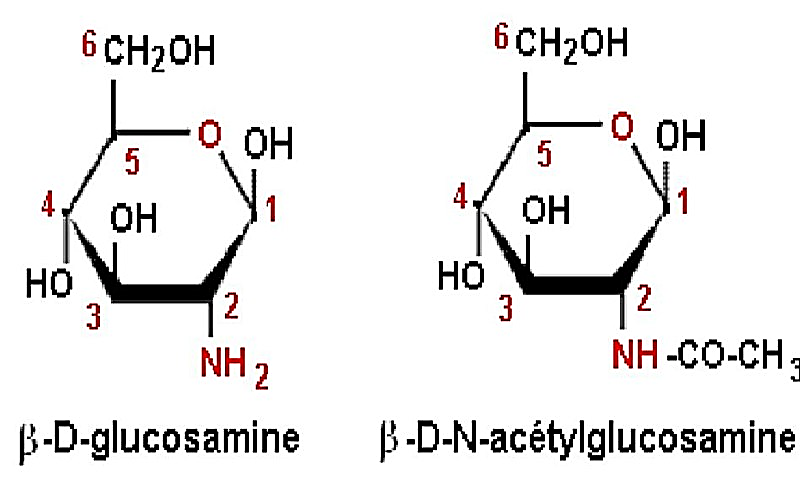 6 CH2OH
O OH
5
4 OH 1
HO
3 2
NH2
β-D-glucosamine
6 CH2OH
O OH
5
4 OH 1
HO
3 2
NH-CO-CH3
β-D-N-acétylglucosamine